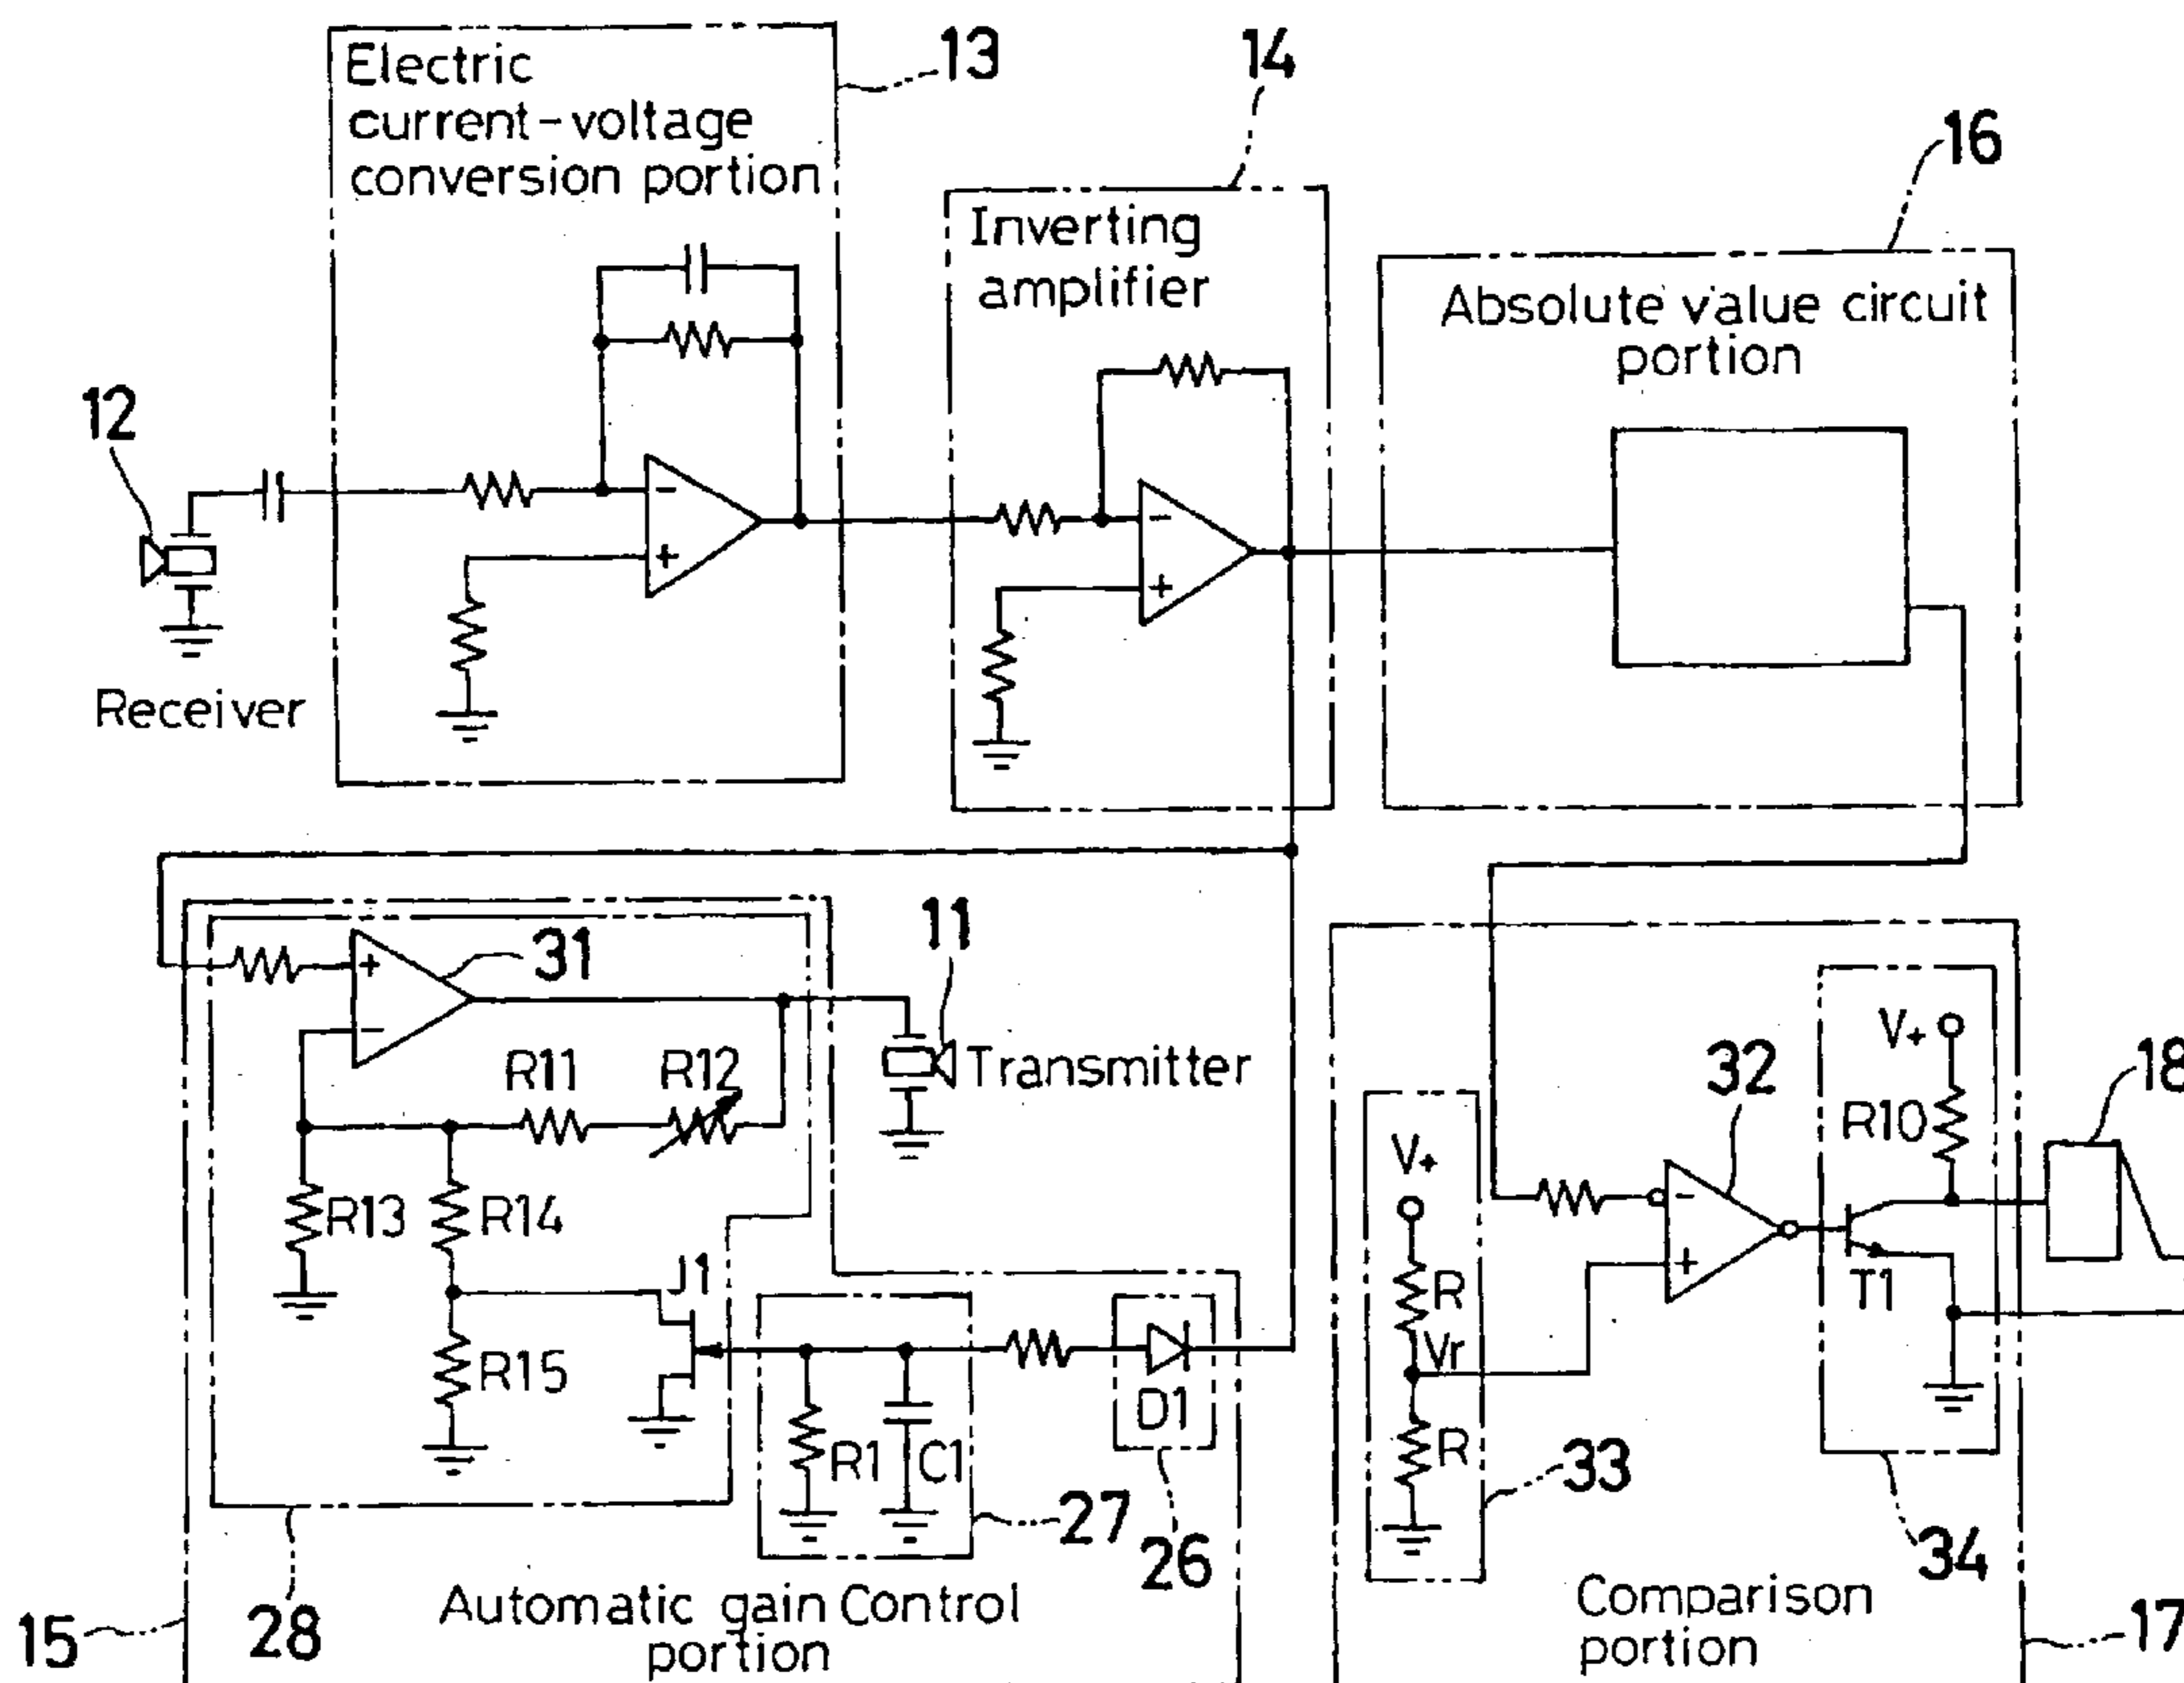 Electric
current-voltage
conversion portion
13
14
Inverting
amplifier
16
Absolute value circuit
portion
12
-
+
-
+
Receiver
11
31
+
-
Transmitter
R11
R12
R13
R14
R15
J1
R1
C1
D1
27
26
28
15
Automatic gain Control
portion
32
V+
R10
18
V+
-
+
T1
R
Vr
R
33
34
Comparison
portion
17